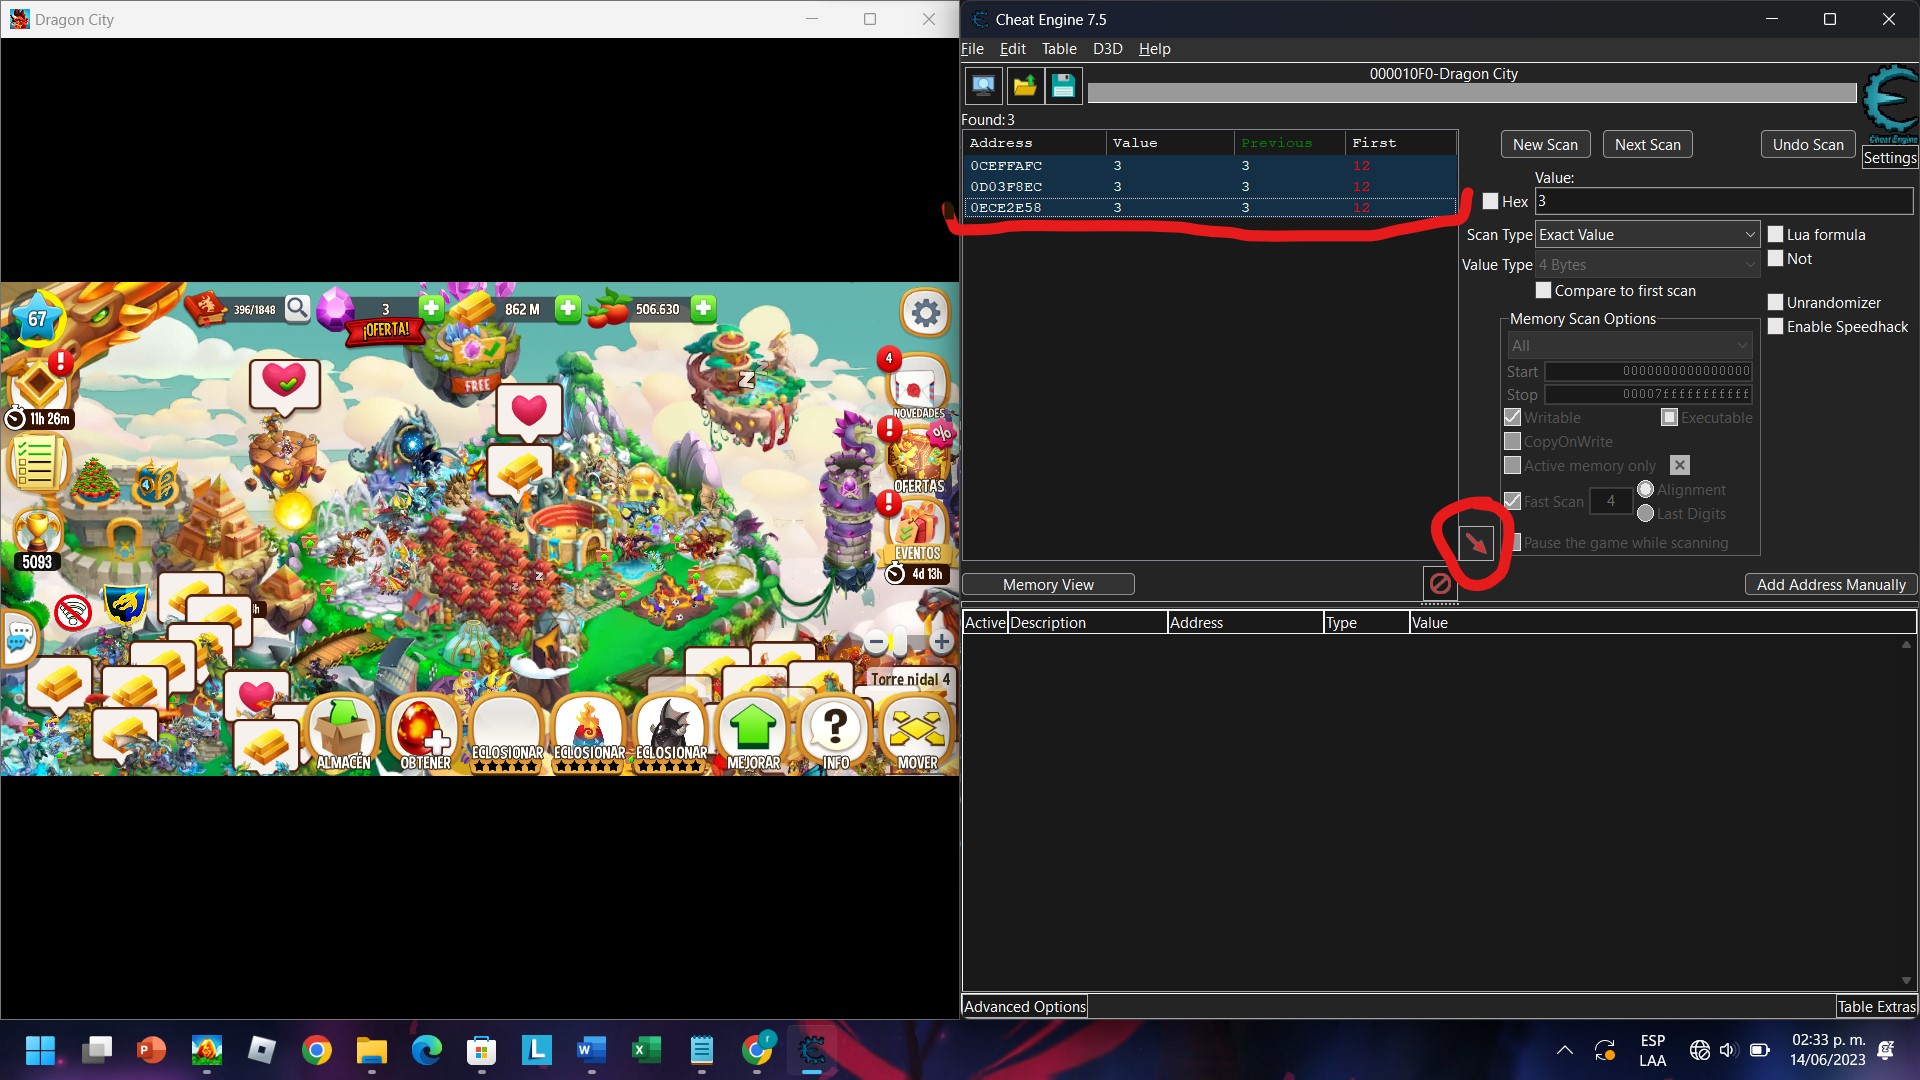 Dragon City
67
396/1848
3
862 M
506.630
¡OFERTA!
FREE
4
NOVEDADES
11h 26m
%
OFERTAS
4
EVENTOS
4d 13h
5093
Torre nidal 4
ALMACÉN
OBTENER
ECLOSIONAR
ECLOSIONAR
ECLOSIONAR
MEJORAR
?
INFO
MOVER
Cheat Engine 7.5
File Edit Table D3D Help
000010F0-Dragon City
Cheat Engine
Settings
Found: 3
Address Value Previous First
0CEFFAFC 3 3 12
0D03F8EC 3 3 12
0ECE2E58 3 3 12
New Scan Next Scan Undo Scan
Value:
Hex 3
Scan Type Exact Value
Lua formula
Value Type 4 Bytes
Not
Compare to first scan
Unrandomizer
Enable Speedhack
Memory Scan Options
All
Start 0000000000000000
Stop 00007fffffffffff
Writable Executable
CopyOnWrite
Active memory only
Fast Scan 4 Alignment
Last Digits
Pause the game while scanning
Memory View Add Address Manually
Active Description Address Type Value
Advanced Options Table Extras
ESP
LAA
02:33 p. m.
14/06/2023